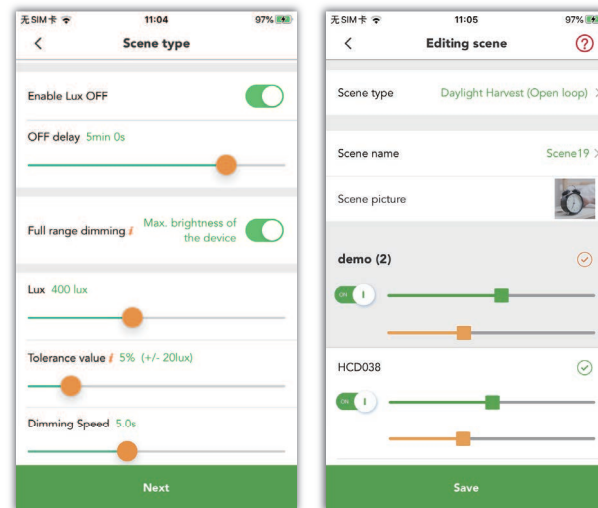 无SIM卡 11:04 97%
Scene type
Enable Lux OFF
OFF delay 5min 0s
Full range dimming i Max. brightness of
the device
Lux 400 lux
Tolerance value i 5% (+/- 20lux)
Dimming Speed 5.0s
Next
无SIM卡 11:05 97%
Editing scene ?
Scene type Daylight Harvest (Open loop)
Scene name Scene19
Scene picture
demo (2)
ON
HCD038
ON
Save